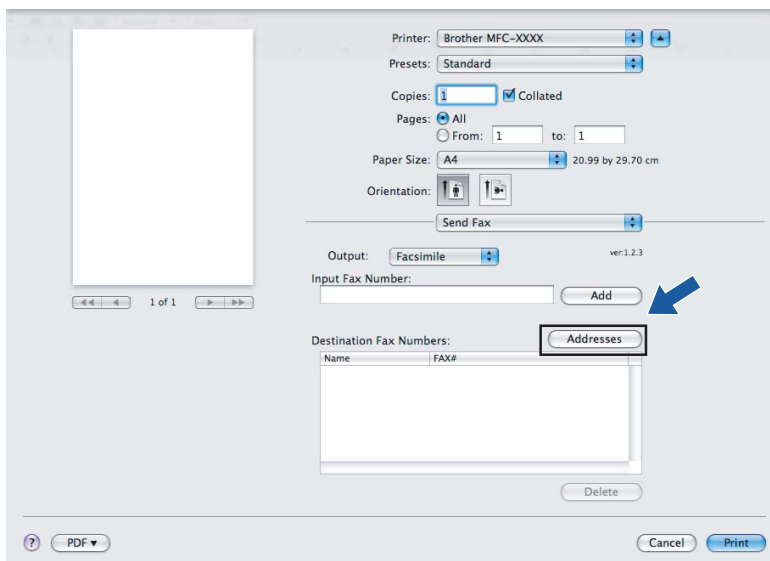 Printer: Brother MFC-XXXX
Presets: Standard
Copies: 1 Collated
Pages: All
From: 1 to: 1
Paper Size: A4 20.99 by 29.70 cm
Orientation:
Send Fax
Output: Facsimile ver:1.2.3
Input Fax Number:
Add
1 of 1
Addresses
Destination Fax Numbers:
Name FAX#
Delete
? PDF▼ Cancel Print